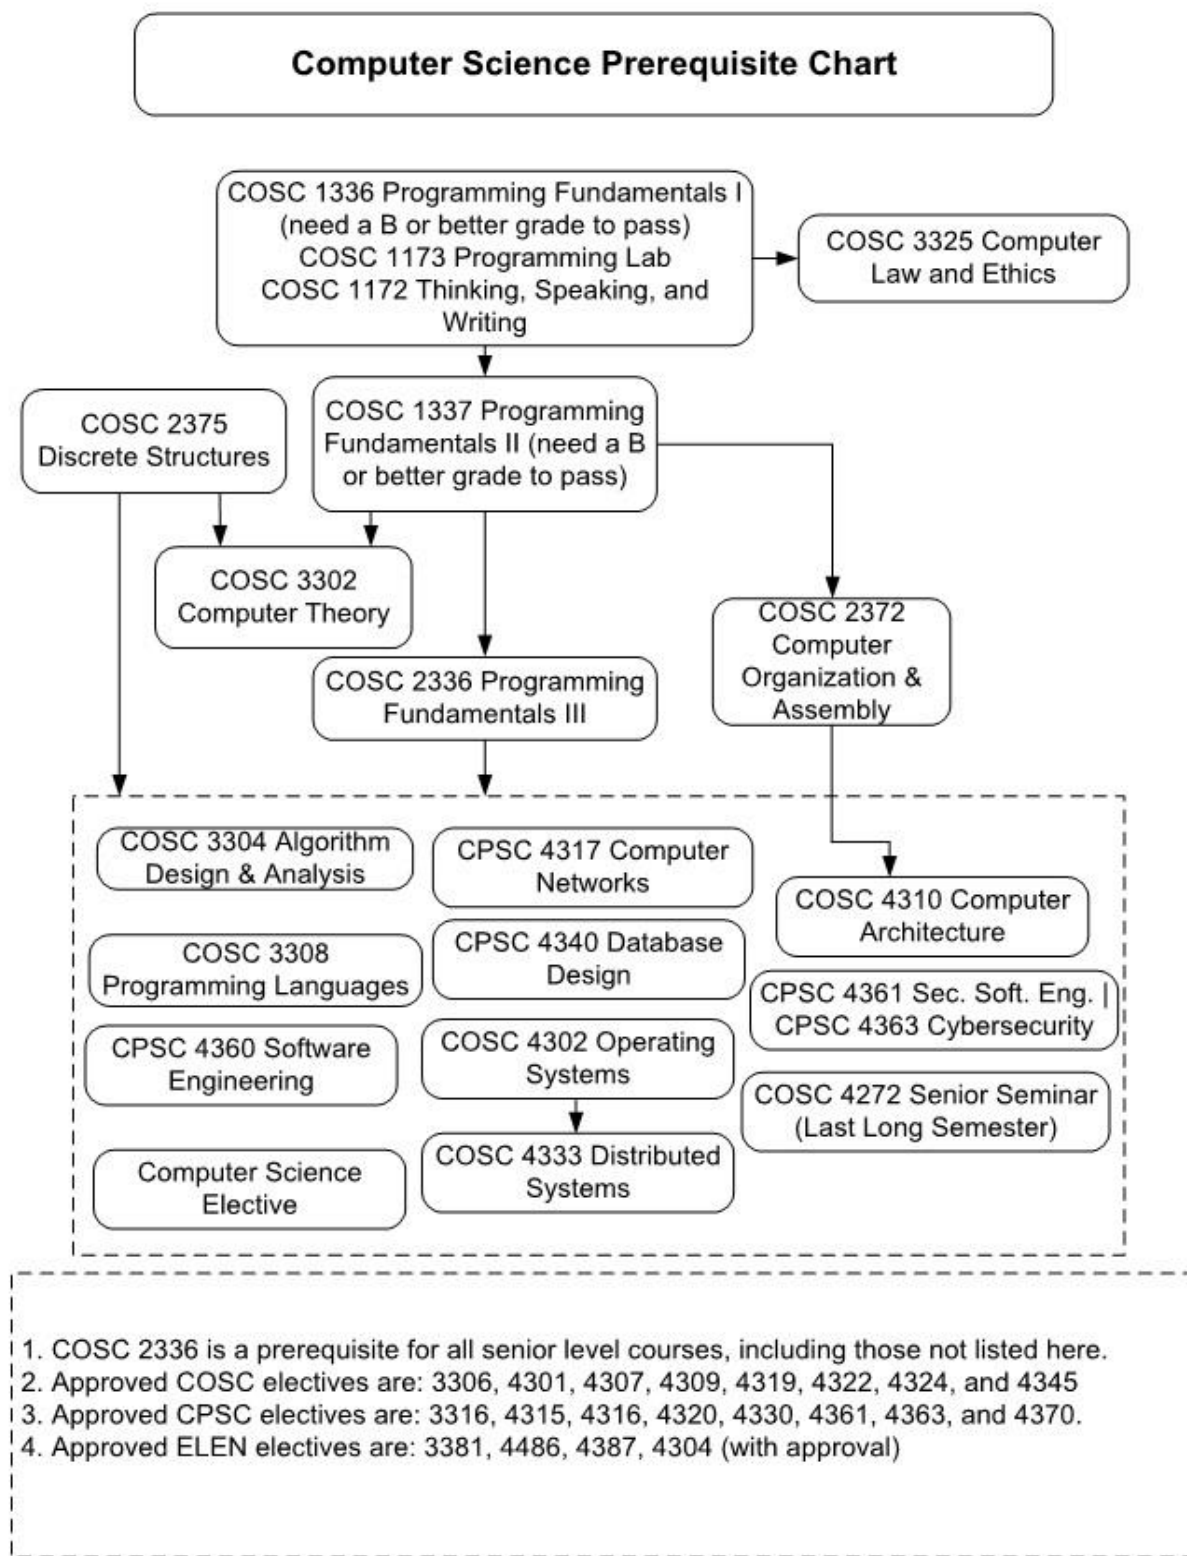 Computer Science Prerequisite Chart
COSC 1336 Programming Fundamentals I
(need a B or better grade to pass)
COSC 1173 Programming Lab
COSC 1172 Thinking, Speaking, and
Writing
COSC 3325 Computer
Law and Ethics
COSC 2375
Discrete Structures
COSC 1337 Programming
Fundamentals II (need a B
or better grade to pass)
COSC 3302
Computer Theory
COSC 2372
Computer
Organization &
Assembly
COSC 2336 Programming
Fundamentals III
COSC 3304 Algorithm
Design & Analysis
CPSC 4317 Computer
Networks
COSC 4310 Computer
Architecture
COSC 3308
Programming Languages
CPSC 4340 Database
Design
CPSC 4361 Sec. Soft. Eng. |
CPSC 4363 Cybersecurity
CPSC 4360 Software
Engineering
COSC 4302 Operating
Systems
COSC 4272 Senior Seminar
(Last Long Semester)
Computer Science
Elective
COSC 4333 Distributed
Systems
1. COSC 2336 is a prerequisite for all senior level courses, including those not listed here.
2. Approved COSC electives are: 3306, 4301, 4307, 4309, 4319, 4322, 4324, and 4345
3. Approved CPSC electives are: 3316, 4315, 4316, 4320, 4330, 4361, 4363, and 4370.
4. Approved ELEN electives are: 3381, 4486, 4387, 4304 (with approval)